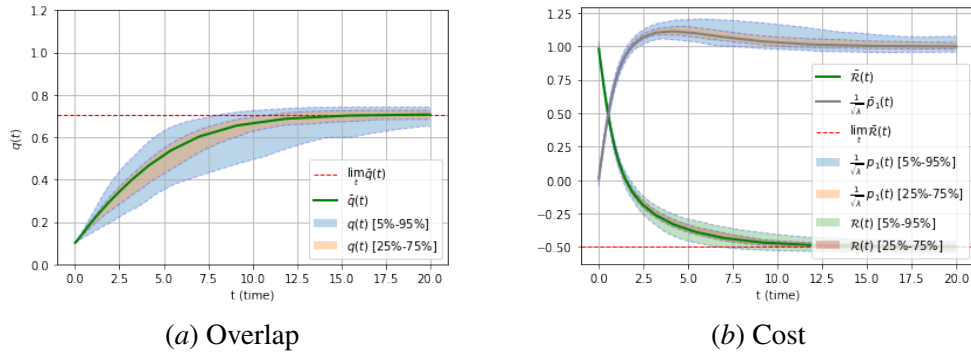 1.2
1.0
0.8
0.6
0.4
0.2
0.0
q(t)
0.0 2.5 5.0 7.5 10.0 12.5 15.0 17.5 20.0
t (time)
lim_t q̄(t)
q̄(t)
q(t) [5%-95%]
q(t) [25%-75%]
(a) Overlap
1.25
1.00
0.75
0.50
0.25
0.00
−0.25
−0.50
0.0 2.5 5.0 7.5 10.0 12.5 15.0 17.5 20.0
t (time)
R̄(t)
1/√λ p̄₁(t)
lim_t R̄(t)
1/√λ p₁(t) [5%-95%]
1/√λ p₁(t) [25%-75%]
R(t) [5%-95%]
R(t) [25%-75%]
(b) Cost